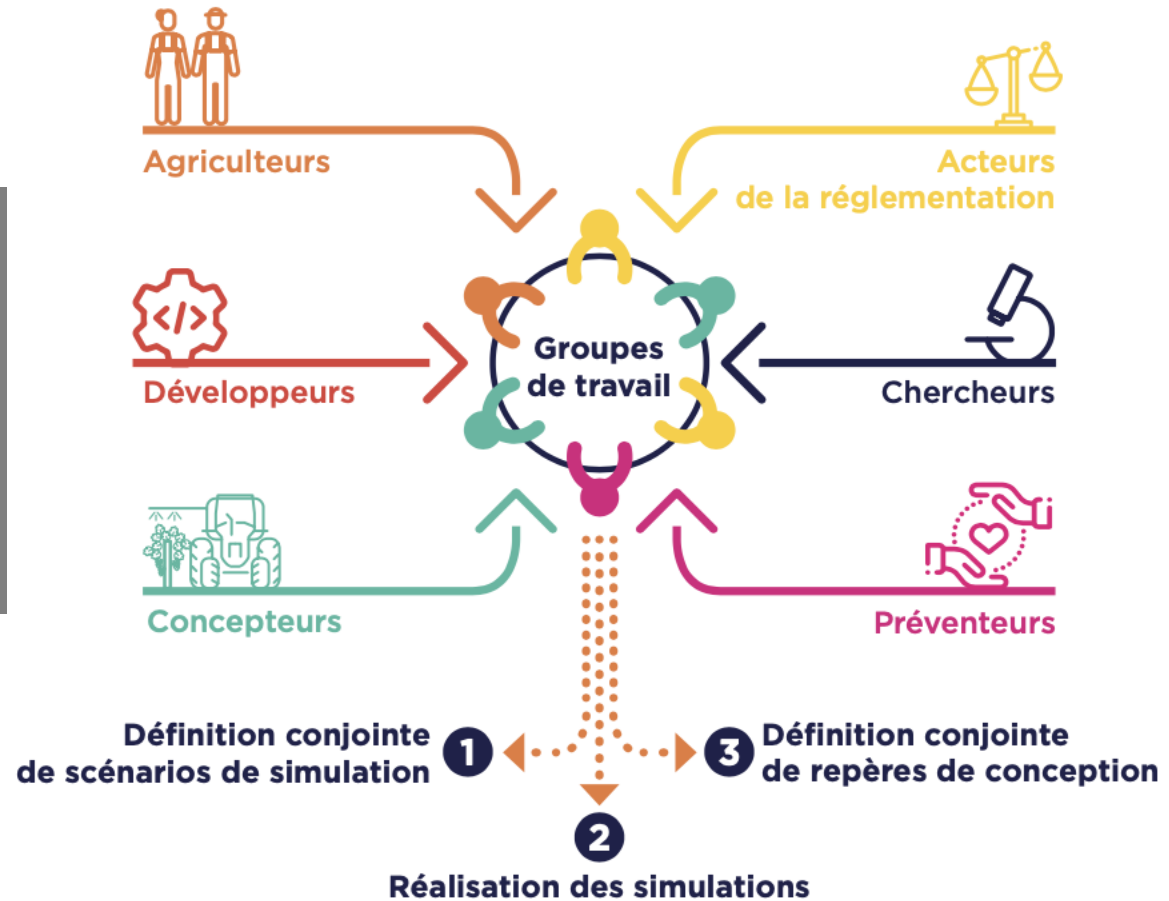 Agriculteurs
Acteurs
de la réglementation
</>
Développeurs
Groupes
de travail
Chercheurs
Concepteurs
Préventeurs
Définition conjointe
de scénarios de simulation
1
3
Définition conjointe
de repères de conception
2
Réalisation des simulations